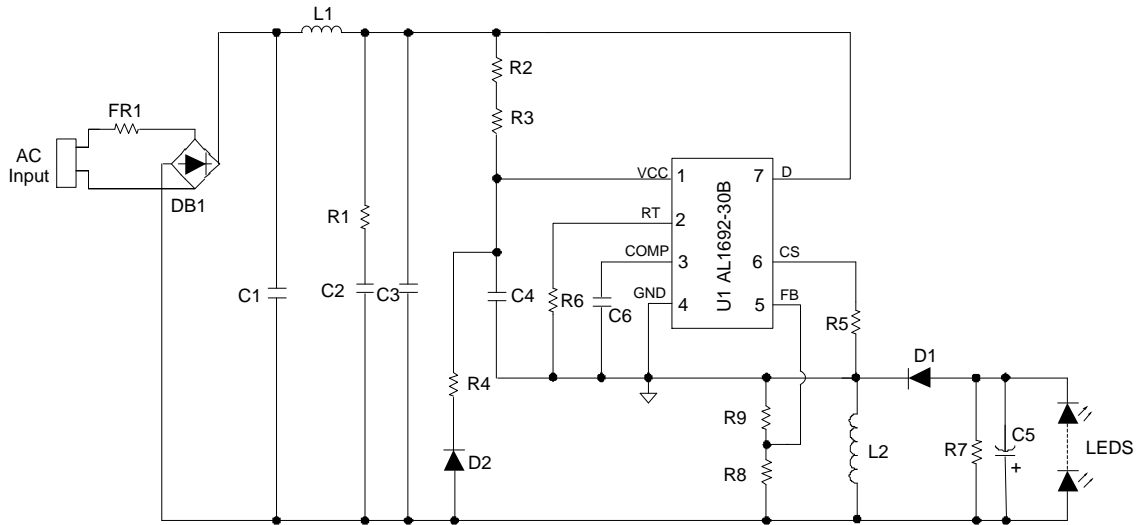 L1
R2
FR1
R3
AC
Input
VCC
1
7
D
DB1
RT
2
R1
COMP
3
6
CS
U1 AL1692-30B
C1
C2
C3
C4
R6
C6
GND
4
5
FB
R5
D1
R4
R9
C5
L2
R7
LEDS
D2
R8
+